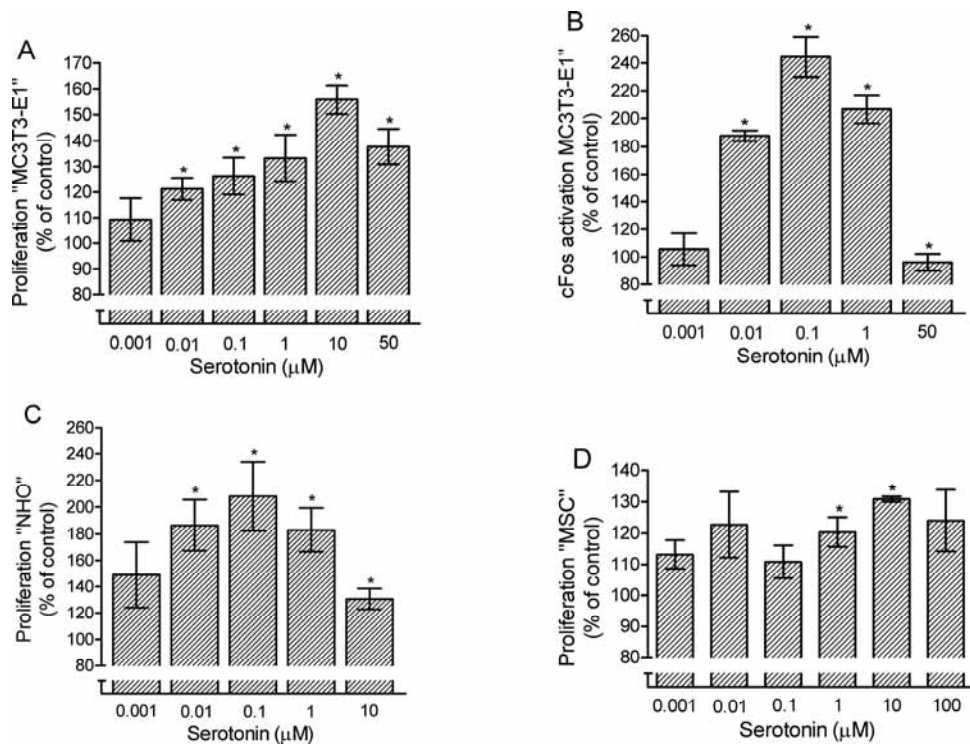 A
Proliferation "MC3T3-E1"
(% of control)
170
160
150
140
130
120
110
100
90
80
*
*
*
*
*
0.001 0.01 0.1 1 10 50
Serotonin (μM)
B
cFos activation MC3T3-E1"
(% of control)
260
240
220
200
180
160
140
120
100
80
*
*
*
*
0.001 0.01 0.1 1 50
Serotonin (μM)
C
Proliferation "NHO"
(% of control)
260
240
220
200
180
160
140
120
100
80
*
*
*
*
0.001 0.01 0.1 1 10
Serotonin (μM)
D
Proliferation "MSC"
(% of control)
140
130
120
110
100
90
80
*
*
0.001 0.01 0.1 1 10 100
Serotonin (μM)